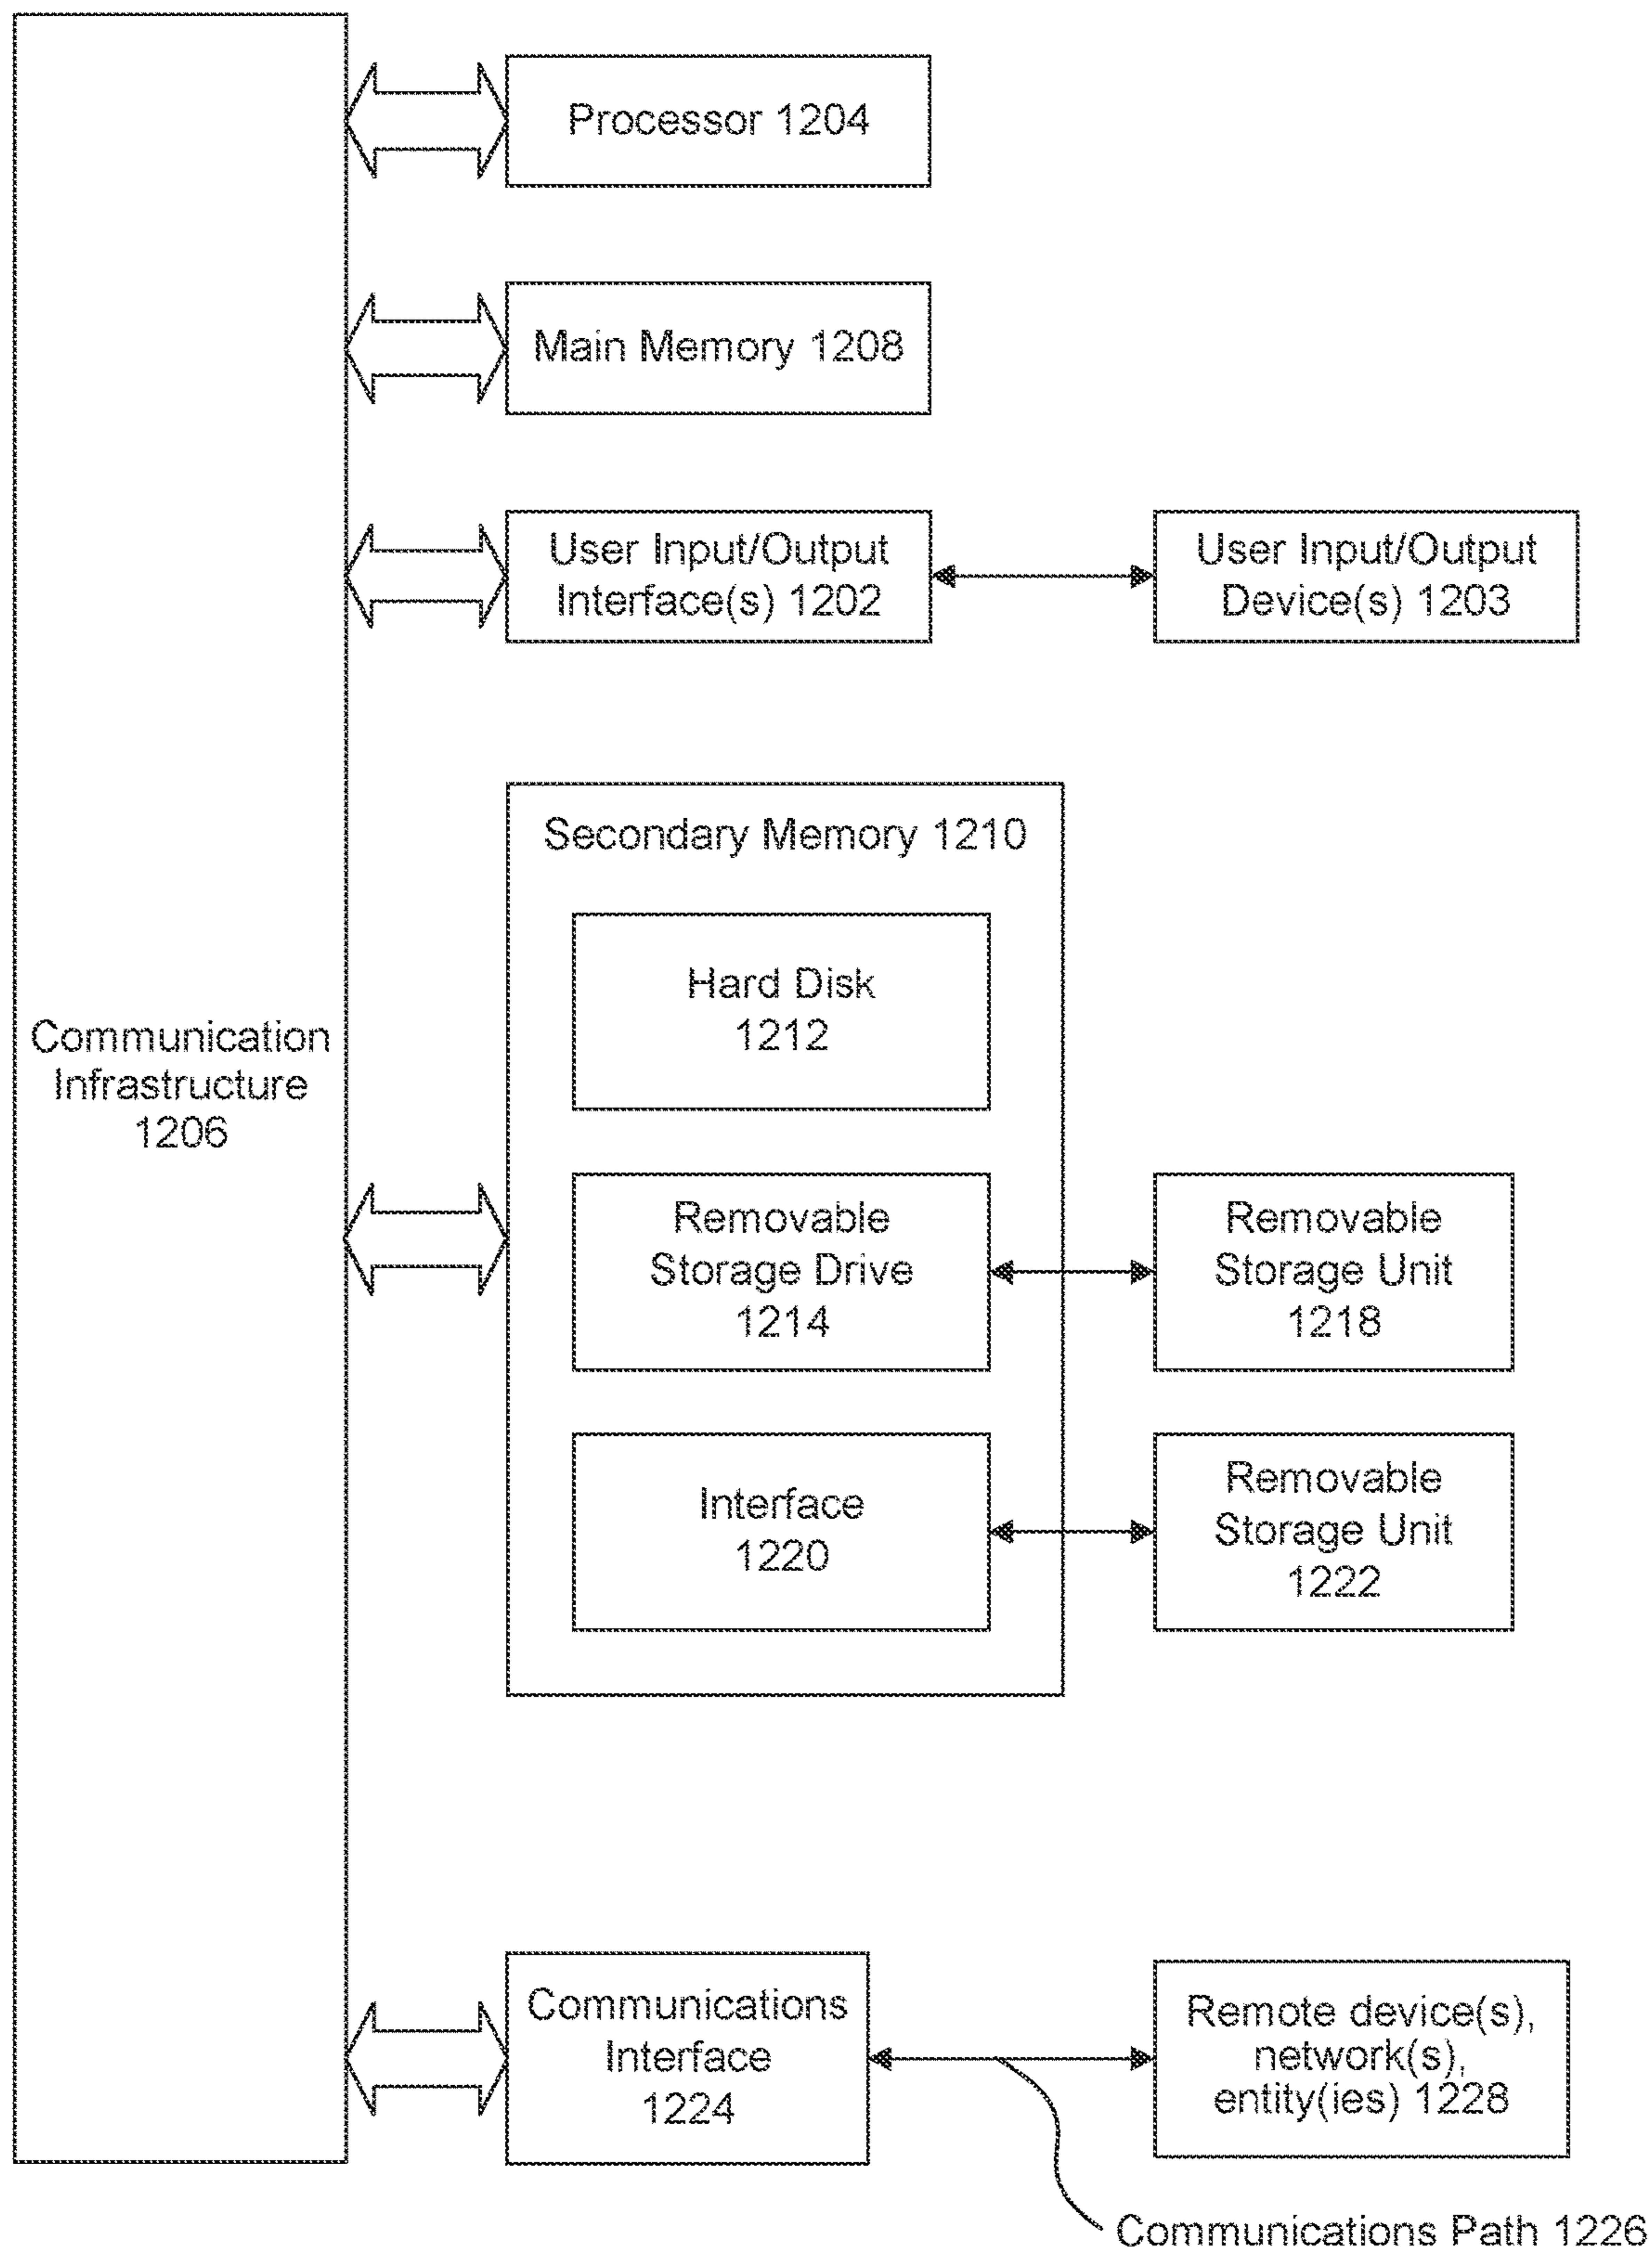 Processor 1204
Main Memory 1208
User Input/Output
Interface(s) 1202
User Input/Output
Device(s) 1203
Secondary Memory 1210
Hard Disk
1212
Communication
Infrastructure
1206
Removable
Storage Drive
1214
Removable
Storage Unit
1218
Interface
1220
Removable
Storage Unit
1222
Communications
Interface
1224
Remote device(s),
network(s),
entity(ies) 1228
Communications Path 1226